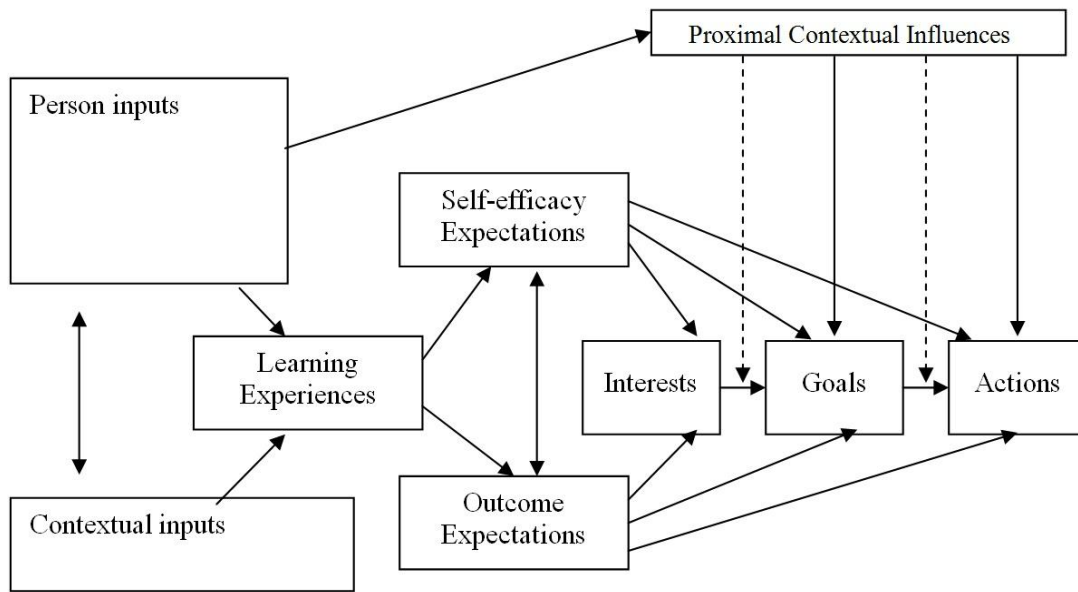 Proximal Contextual Influences
Person inputs
Self-efficacy
Expectations
Learning
Experiences
Interests
Goals
Actions
Outcome
Expectations
Contextual inputs